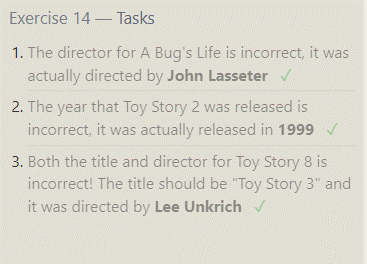 Exercise 14 — Tasks
1. The director for A Bug's Life is incorrect, it was
actually directed by John Lasseter ✓
2. The year that Toy Story 2 was released is
incorrect, it was actually released in 1999 ✓
3. Both the title and director for Toy Story 8 is
incorrect! The title should be "Toy Story 3" and
it was directed by Lee Unkrich ✓